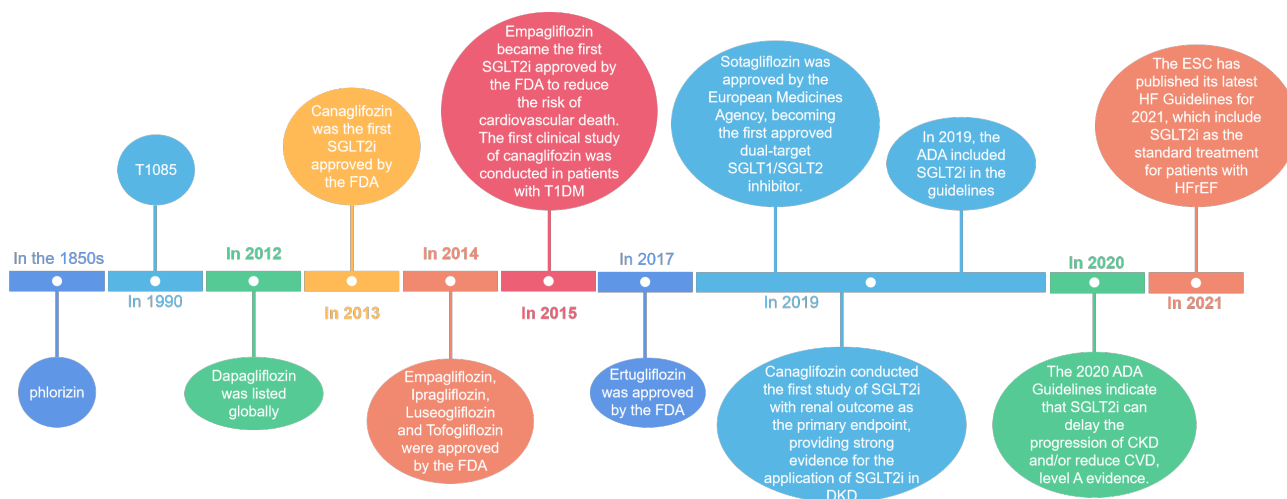 In the 1850s
phlorizin
T1085
In 1990
In 2012
Dapagliflozin
was listed
globally
Canaglifozin
was the first
SGLT2i
approved by
the FDA
In 2013
In 2014
Empagliflozin,
Ipragliflozin,
Luseogliflozin
and Tofogliflozin
were approved
by the FDA
Empagliflozin
became the first
SGLT2i approved by
the FDA to reduce
the risk of
cardiovascular death.
The first clinical study
of canaglifozin was
conducted in patients
with T1DM
In 2015
In 2017
Ertugliflozin
was approved
by the FDA
Sotagliflozin was
approved by the
European Medicines
Agency, becoming
the first approved
dual-target
SGLT1/SGLT2
inhibitor.
In 2019, the
ADA included
SGLT2i in the
guidelines
In 2019
Canaglifozin conducted
the first study of SGLT2i
with renal outcome as
the primary endpoint,
providing strong
evidence for the
application of SGLT2i in
DKD
In 2020
The 2020 ADA
Guidelines indicate
that SGLT2i can
delay the
progression of CKD
and/or reduce CVD,
level A evidence.
The ESC has
published its latest
HF Guidelines for
2021, which include
SGLT2i as the
standard treatment
for patients with
HFrEF
In 2021